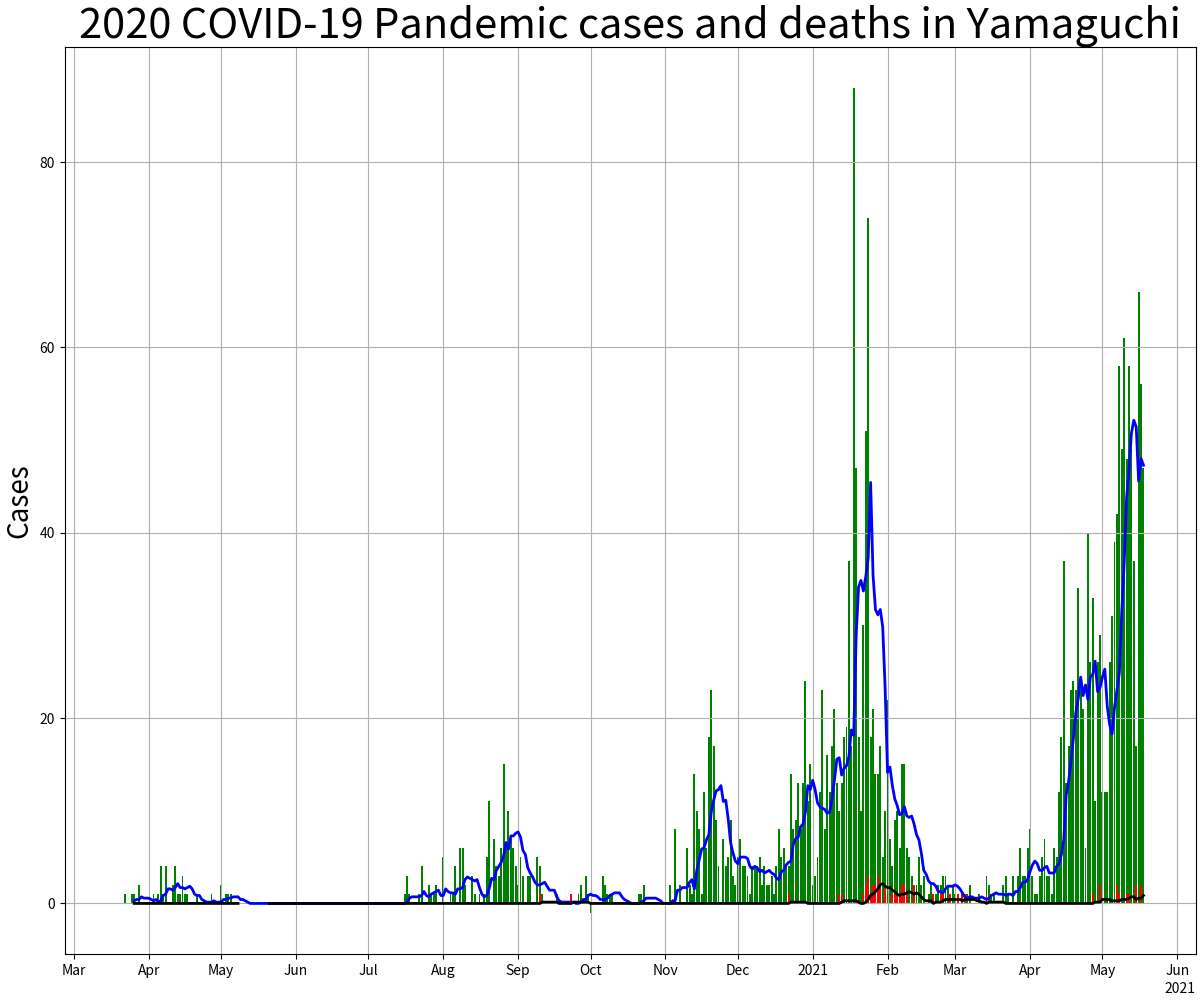 2020 COVID-19 Pandemic cases and deaths in Yamaguchi
Cases
80
60
40
20
0
Mar Apr May Jun Jul Aug Sep Oct Nov Dec 2021 Feb Mar Apr May Jun
2021